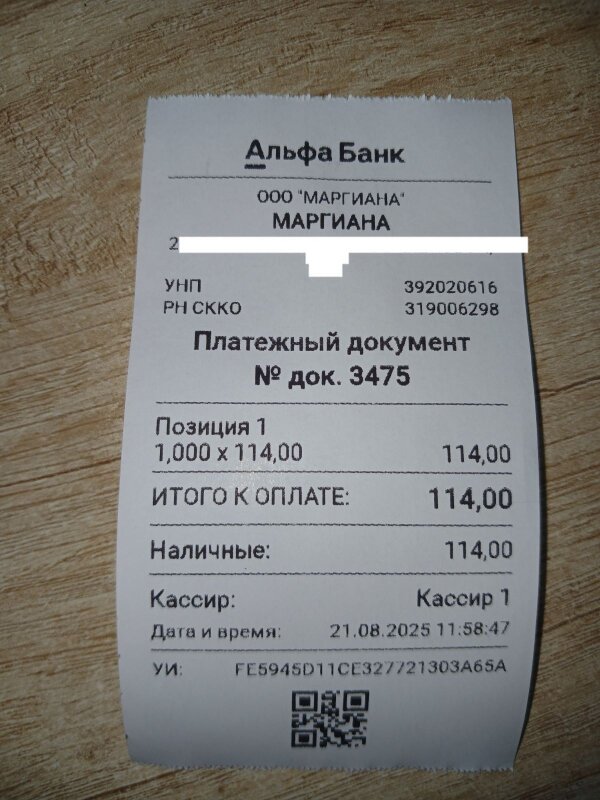 Альфа Банк
ООО "МАРГИАНА"
МАРГИАНА
2
УНП 392020616
РН СККО 319006298
Платежный документ
№ док. 3475
Позиция 1
1,000 x 114,00 114,00
ИТОГО К ОПЛАТЕ: 114,00
Наличные: 114,00
Кассир: Кассир 1
Дата и время: 21.08.2025 11:58:47
УИ: FE5945D11CE327721303A65A